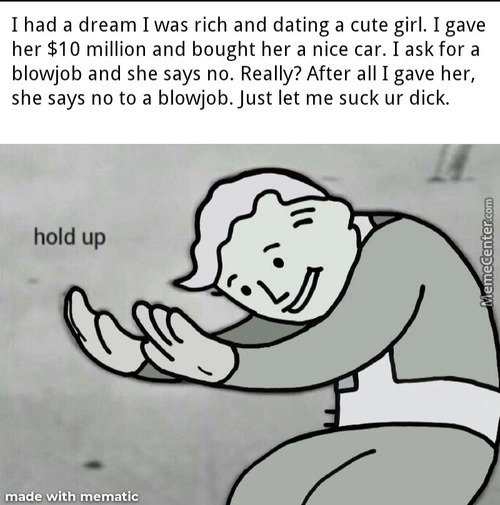 I had a dream I was rich and dating a cute girl. I gave
her $10 million and bought her a nice car. I ask for a
blowjob and she says no. Really? After all I gave her,
she says no to a blowjob. Just let me suck ur dick.
hold up
MemeCenter.com
made with mematic